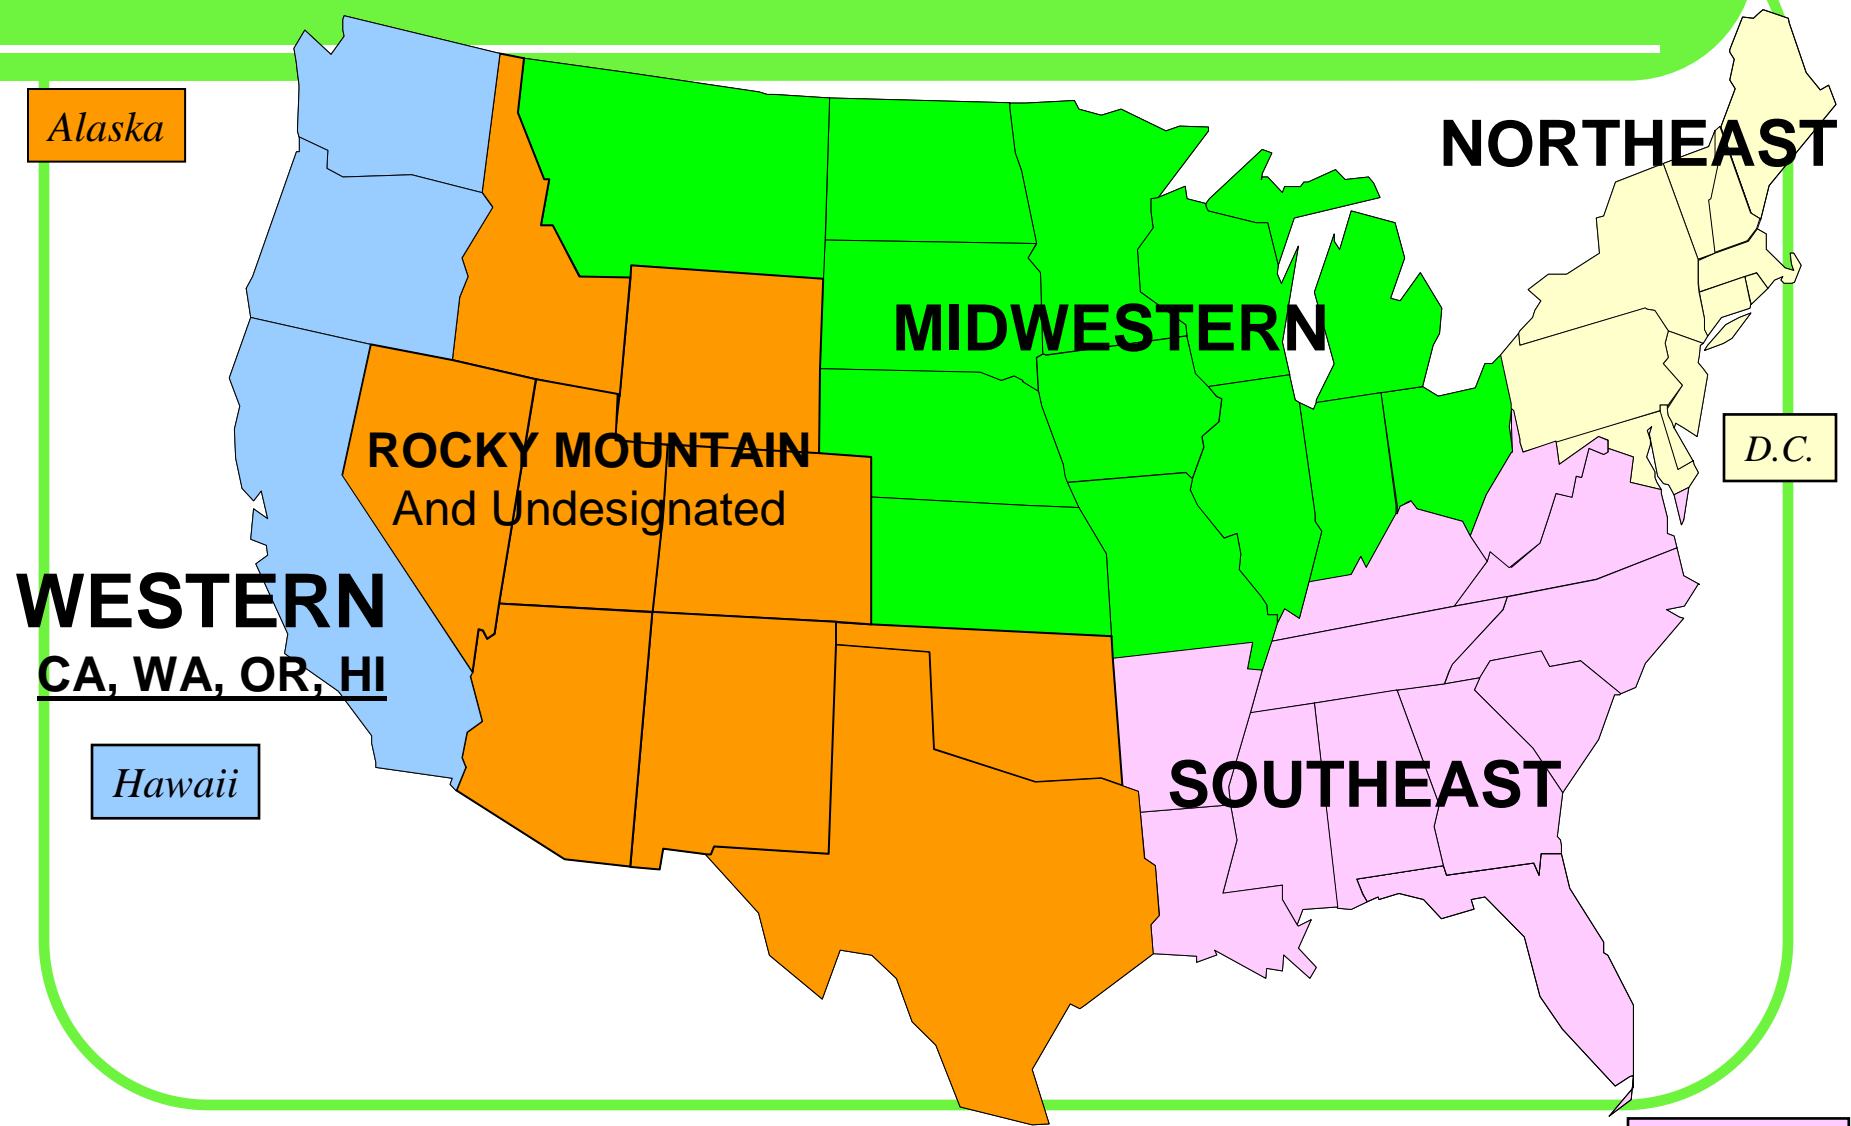 Alaska
NORTHEAST
MIDWESTERN
ROCKY MOUNTAIN
And Undesignated
D.C.
WESTERN
CA, WA, OR, HI
Hawaii
SOUTHEAST